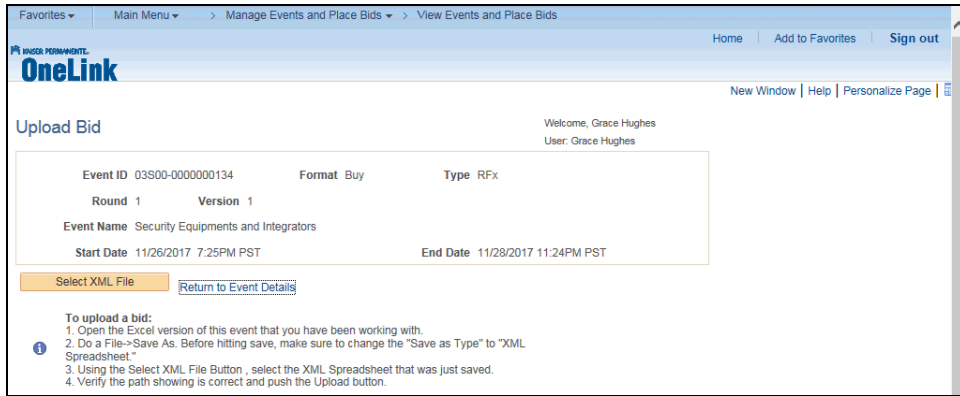 Favorites Main Menu > Manage Events and Place Bids > View Events and Place Bids
Home Add to Favorites Sign out
KAISER PERMANENTE.
OneLink
New Window | Help | Personalize Page |
Upload Bid
Welcome, Grace Hughes
User: Grace Hughes
Event ID 03S00-0000000134 Format Buy Type RFx
Round 1 Version 1
Event Name Security Equipments and Integrators
Start Date 11/26/2017 7:25PM PST End Date 11/28/2017 11:24PM PST
Select XML File Return to Event Details
To upload a bid:
1. Open the Excel version of this event that you have been working with.
2. Do a File->Save As. Before hitting save, make sure to change the "Save as Type" to "XML
Spreadsheet."
3. Using the Select XML File Button , select the XML Spreadsheet that was just saved.
4. Verify the path showing is correct and push the Upload button.